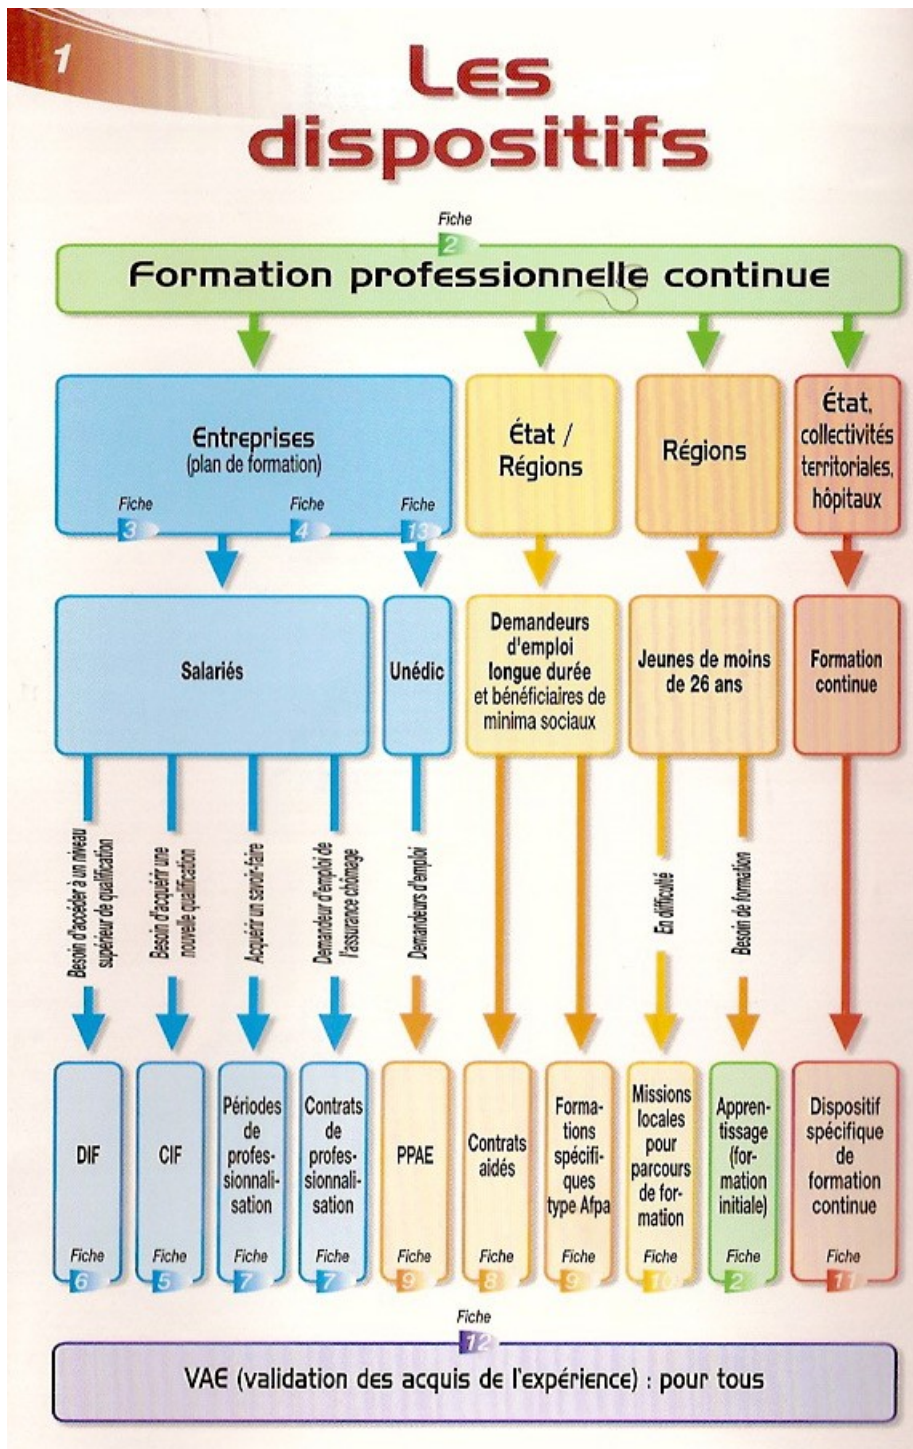 1
Les
dispositifs
Fiche
2
Formation professionnelle continue
Entreprises
(plan de formation)
Fiche
3
Fiche
4
Fiche
13
État /
Régions
Régions
État,
collectivités
territoriales,
hôpitaux
Salariés
Unédic
Demandeurs
d'emploi
longue durée
et bénéficiaires de
minima sociaux
Jeunes de moins
de 26 ans
Formation
continue
Besoin d'accéder à un niveau
supérieur de qualification
Besoin d'acquérir une
nouvelle qualification
Acquérir un savoir-faire
Demandeur d'emploi de
l'assurance chômage
Demandeurs d'emploi
En difficulté
Besoin de formation
DIF
Fiche
6
CIF
Fiche
5
Périodes
de
profes-
sionnali-
sation
Fiche
7
Contrats
de
profes-
sionnali-
sation
Fiche
7
PPAE
Fiche
9
Contrats
aidés
Fiche
8
Forma-
tions
spécifi-
ques
type Afpa
Fiche
9
Missions
locales
pour
parcours
de for-
mation
Fiche
10
Appren-
tissage
(for-
mation
initiale)
Fiche
2
Dispositif
spécifique
de
formation
continue
Fiche
11
Fiche
12
VAE (validation des acquis de l'expérience) : pour tous